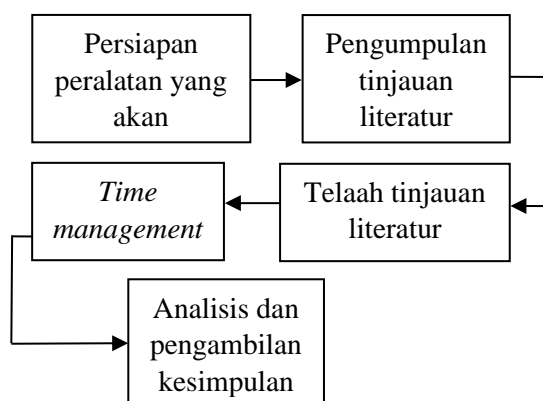 Persiapan
peralatan yang
akan
Pengumpulan
tinjauan
literatur
Telaah tinjauan
literatur
Time
management
Analisis dan
pengambilan
kesimpulan